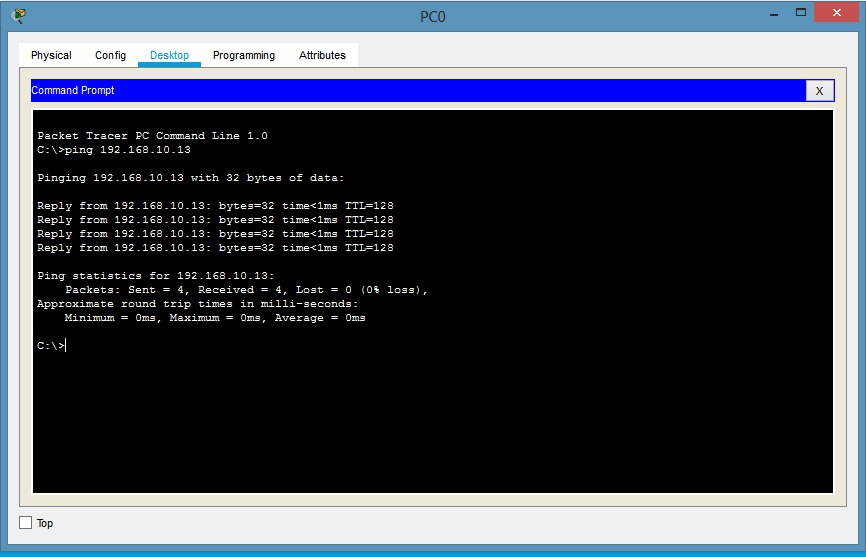 PC0
Physical Config Desktop Programming Attributes
Command Prompt
X
Packet Tracer PC Command Line 1.0
C:\>ping 192.168.10.13
Pinging 192.168.10.13 with 32 bytes of data:
Reply from 192.168.10.13: bytes=32 time<1ms TTL=128
Reply from 192.168.10.13: bytes=32 time<1ms TTL=128
Reply from 192.168.10.13: bytes=32 time<1ms TTL=128
Reply from 192.168.10.13: bytes=32 time<1ms TTL=128
Ping statistics for 192.168.10.13:
Packets: Sent = 4, Received = 4, Lost = 0 (0% loss),
Approximate round trip times in milli-seconds:
Minimum = 0ms, Maximum = 0ms, Average = 0ms
C:\>
Top